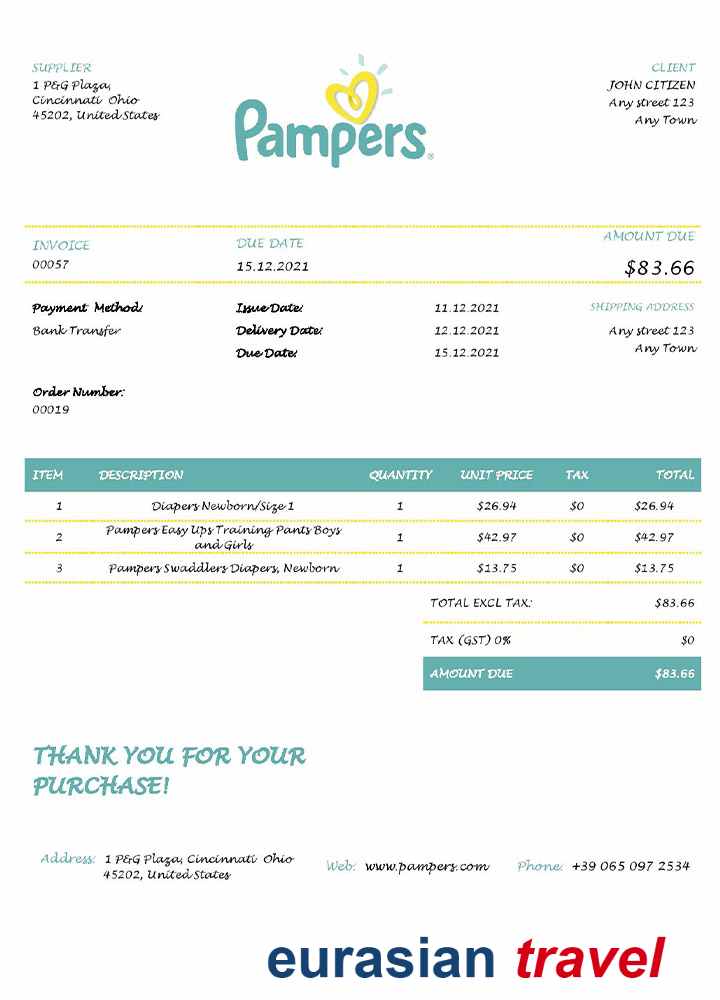 SUPPLIER
1 P&G Plaza,
Cincinnati Ohio
45202, United States
Pampers®
CLIENT
JOHN CITIZEN
Any street 123
Any Town
INVOICE
00057
DUE DATE
15.12.2021
AMOUNT DUE
$83.66
Payment Method:
Bank Transfer
Issue Date: 11.12.2021
Delivery Date: 12.12.2021
Due Date: 15.12.2021
SHIPPING ADDRESS
Any street 123
Any Town
Order Number:
00019
ITEM DESCRIPTION QUANTITY UNIT PRICE TAX TOTAL
1 Diapers Newborn/Size 1 1 $26.94 $0 $26.94
2 Pampers Easy Ups Training Pants Boys
and Girls 1 $42.97 $0 $42.97
3 Pampers Swaddlers Diapers, Newborn 1 $13.75 $0 $13.75
TOTAL EXCL TAX: $83.66
TAX (GST) 0% $0
AMOUNT DUE $83.66
THANK YOU FOR YOUR
PURCHASE!
Address: 1 P&G Plaza, Cincinnati Ohio
45202, United States
Web: www.pampers.com
Phone: +39 065 097 2534
eurasian travel